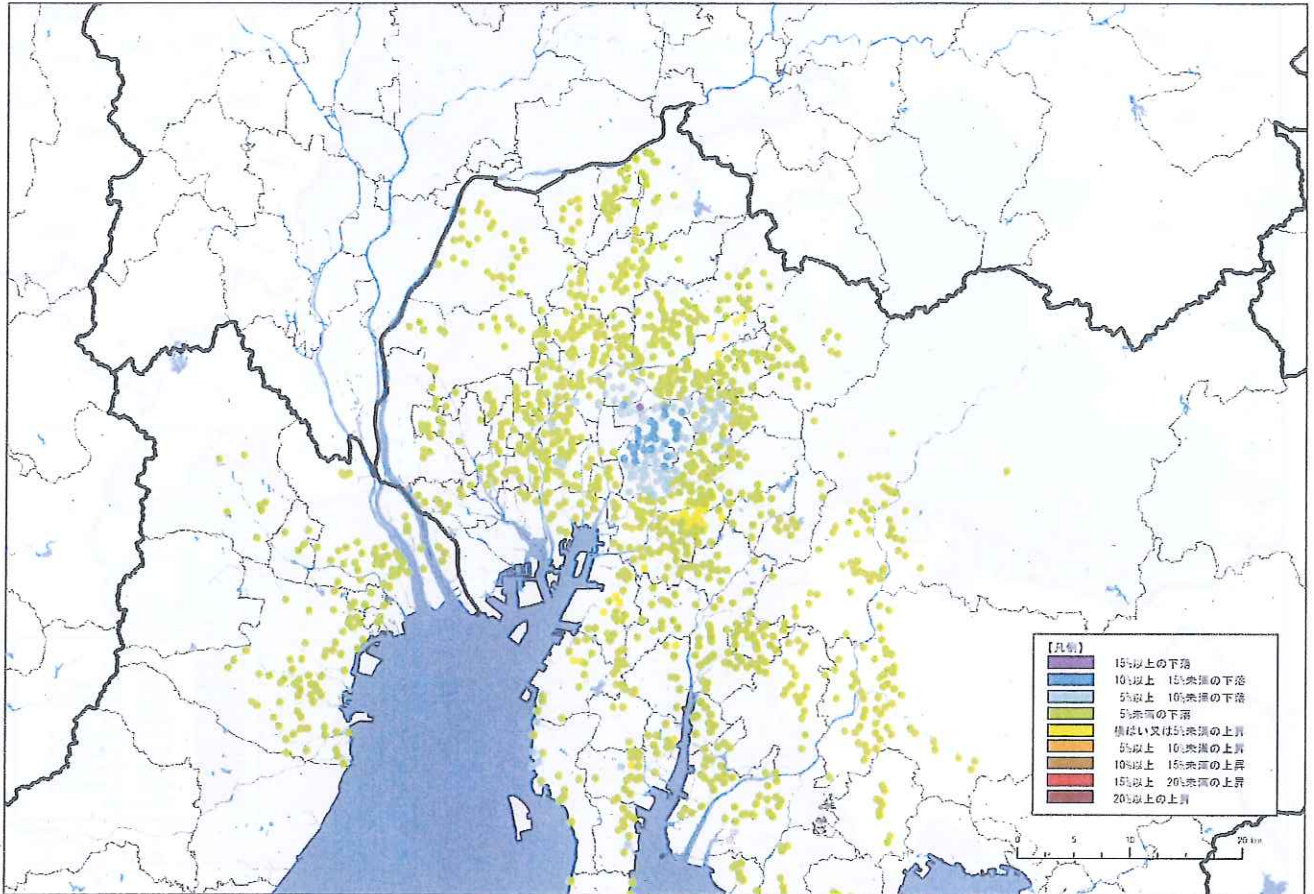 【凡例】
15%以上の下落
10%以上 15%未満の下落
5%以上 10%未満の下落
5%未満の下落
横ばい又は5%未満の上昇
5%以上 10%未満の上昇
10%以上 15%未満の上昇
15%以上 20%未満の上昇
20%以上の上昇
0 5 10 20 km